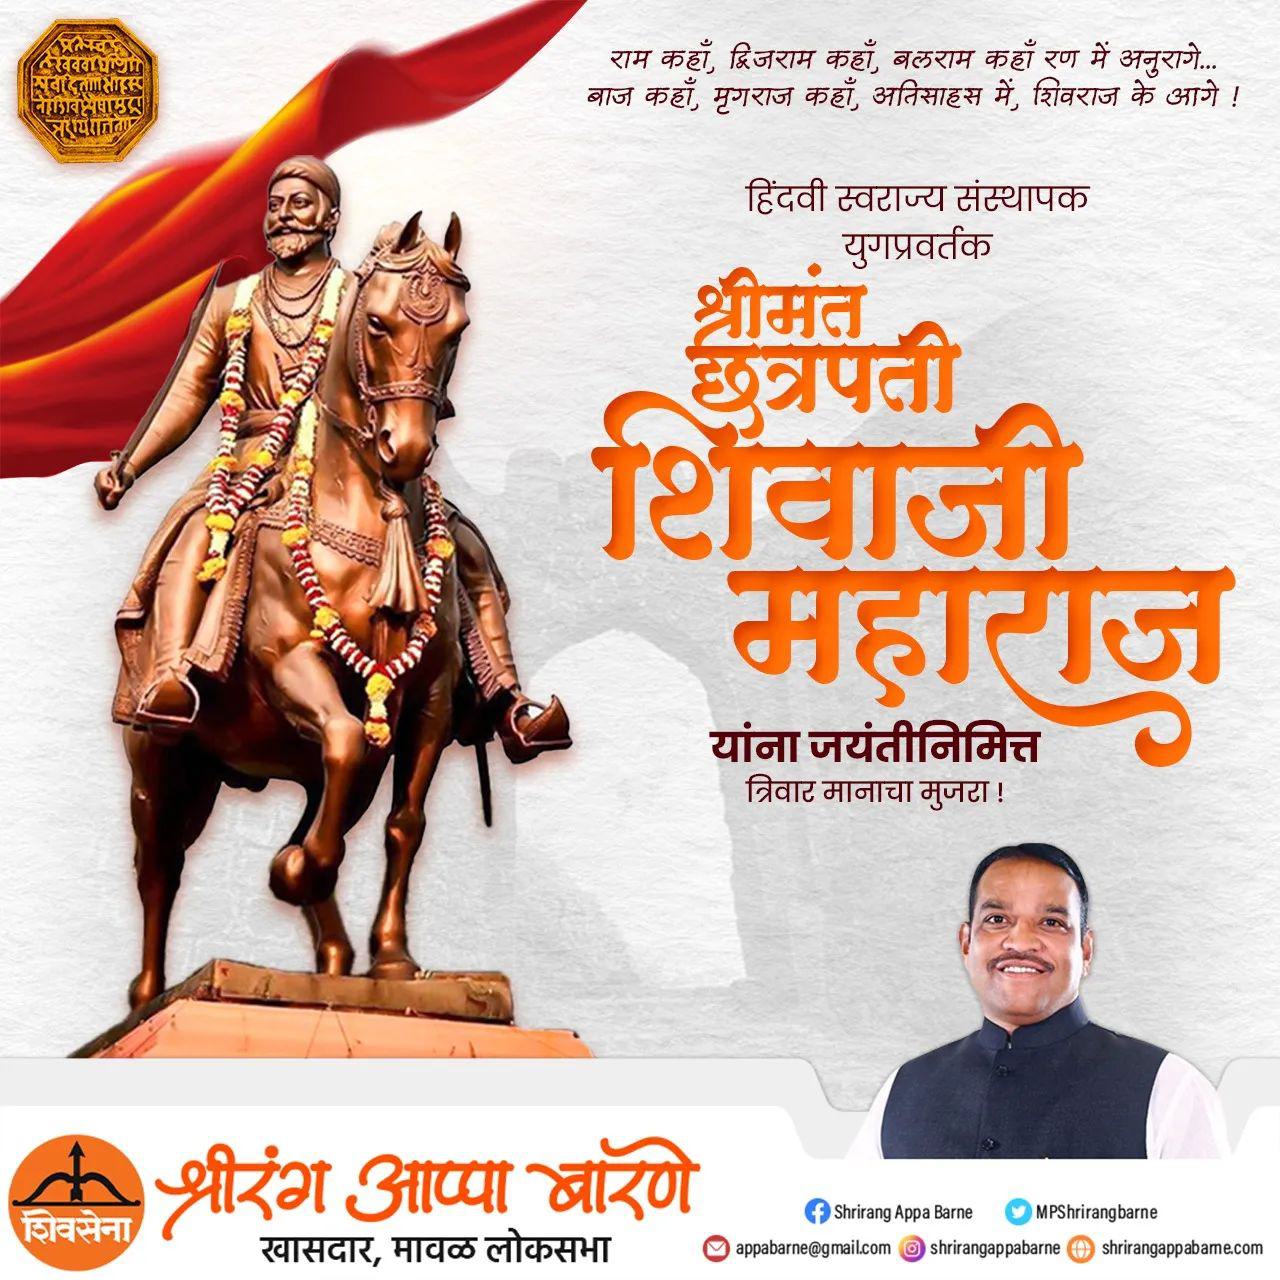 राम कहाँ, द्विजराम कहाँ, बलराम कहाँ रण में अनुरागे...
बाज कहाँ, मृगराज कहाँ, अतिसाहस में, शिवराज के आगे !
हिंदवी स्वराज्य संस्थापक
युगप्रवर्तक
श्रीमंत
छत्रपती
शिवाजी
महाराज
यांना जयंतीनिमित्त
त्रिवार मानाचा मुजरा !
शिवसेना
श्रीरंग आप्पा बारणे
खासदार, मावळ लोकसभा
Shrirang Appa Barne MPShrirangbarne
appabarne@gmail.com shrirangappabarne shrirangappabarne.com